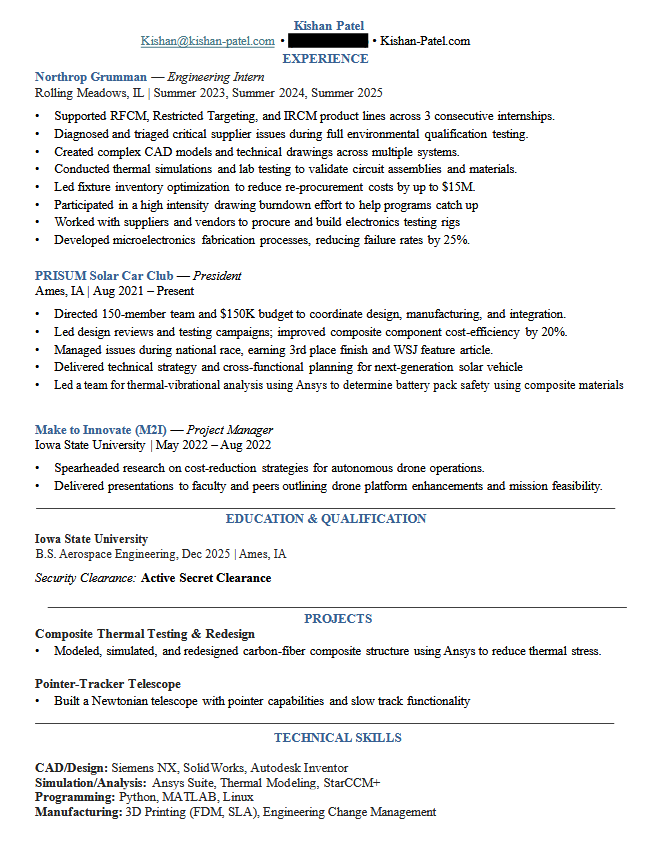 Kishan Patel
Kishan@kishan-patel.com • • Kishan-Patel.com
EXPERIENCE
Northrop Grumman — Engineering Intern
Rolling Meadows, IL | Summer 2023, Summer 2024, Summer 2025
• Supported RFCM, Restricted Targeting, and IRCM product lines across 3 consecutive internships.
• Diagnosed and triaged critical supplier issues during full environmental qualification testing.
• Created complex CAD models and technical drawings across multiple systems.
• Conducted thermal simulations and lab testing to validate circuit assemblies and materials.
• Led fixture inventory optimization to reduce re-procurement costs by up to $15M.
• Participated in a high intensity drawing burndown effort to help programs catch up
• Worked with suppliers and vendors to procure and build electronics testing rigs
• Developed microelectronics fabrication processes, reducing failure rates by 25%.
PRISUM Solar Car Club — President
Ames, IA | Aug 2021 – Present
• Directed 150-member team and $150K budget to coordinate design, manufacturing, and integration.
• Led design reviews and testing campaigns; improved composite component cost-efficiency by 20%.
• Managed issues during national race, earning 3rd place finish and WSJ feature article.
• Delivered technical strategy and cross-functional planning for next-generation solar vehicle
• Led a team for thermal-vibrational analysis using Ansys to determine battery pack safety using composite materials
Make to Innovate (M2I) — Project Manager
Iowa State University | May 2022 – Aug 2022
• Spearheaded research on cost-reduction strategies for autonomous drone operations.
• Delivered presentations to faculty and peers outlining drone platform enhancements and mission feasibility.
EDUCATION & QUALIFICATION
Iowa State University
B.S. Aerospace Engineering, Dec 2025 | Ames, IA
Security Clearance: Active Secret Clearance
PROJECTS
Composite Thermal Testing & Redesign
• Modeled, simulated, and redesigned carbon-fiber composite structure using Ansys to reduce thermal stress.
Pointer-Tracker Telescope
• Built a Newtonian telescope with pointer capabilities and slow track functionality
TECHNICAL SKILLS
CAD/Design: Siemens NX, SolidWorks, Autodesk Inventor
Simulation/Analysis: Ansys Suite, Thermal Modeling, StarCCM+
Programming: Python, MATLAB, Linux
Manufacturing: 3D Printing (FDM, SLA), Engineering Change Management